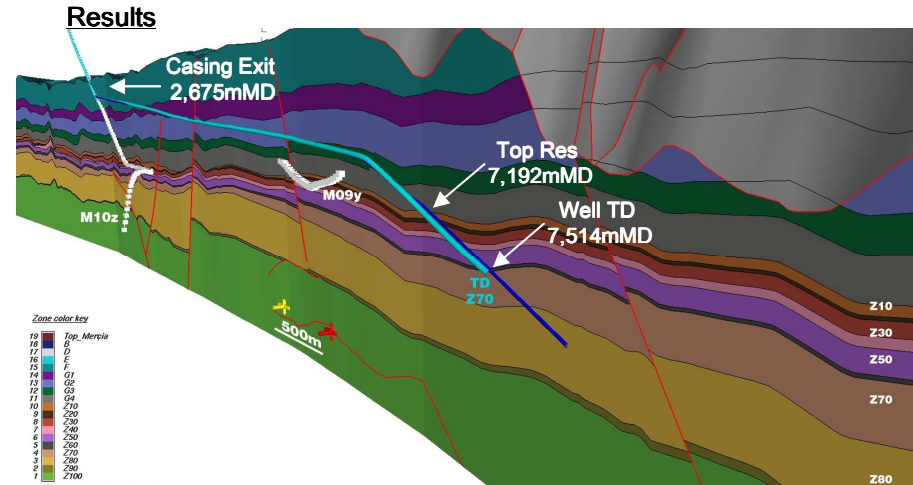 Results
Casing Exit
2,675mMD
Top Res
7,192mMD
Well TD
7,514mMD
M09y
M10z
TD
Z70
500m
Z10
Z30
Z50
Z70
Z80
Zone color key
19 Top_Mercia
18 B
17 D
16 E
15 F
14 G1
13 G2
12 G3
11 G4
10 Z10
9 Z20
8 Z30
7 Z40
6 Z50
5 Z60
4 Z70
3 Z80
2 Z90
1 Z100